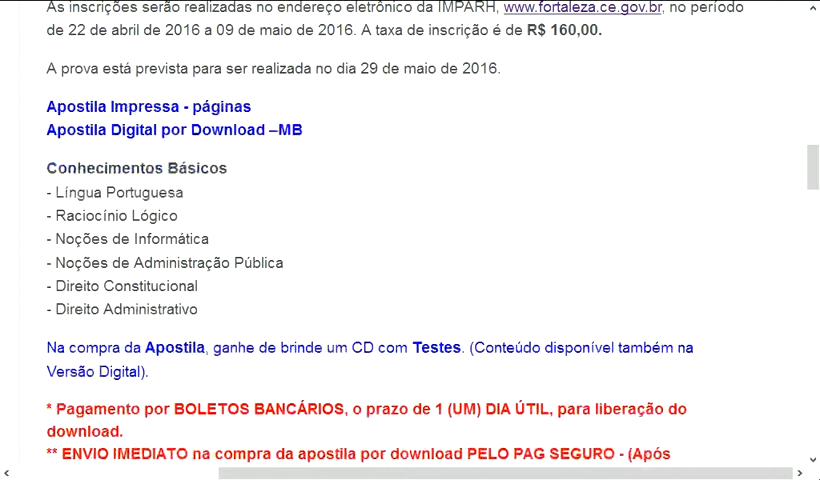 As inscrições serão realizadas no endereço eletrônico da IMPARH, www.fortaleza.ce.gov.br, no período
de 22 de abril de 2016 a 09 de maio de 2016. A taxa de inscrição é de R$ 160,00.
A prova está prevista para ser realizada no dia 29 de maio de 2016.
Apostila Impressa - páginas
Apostila Digital por Download –MB
Conhecimentos Básicos
- Língua Portuguesa
- Raciocínio Lógico
- Noções de Informática
- Noções de Administração Pública
- Direito Constitucional
- Direito Administrativo
Na compra da Apostila, ganhe de brinde um CD com Testes. (Conteúdo disponível também na
Versão Digital).
* Pagamento por BOLETOS BANCÁRIOS, o prazo de 1 (UM) DIA ÚTIL, para liberação do
download.
** ENVIO IMEDIATO na compra da apostila por download PELO PAG SEGURO - (Após